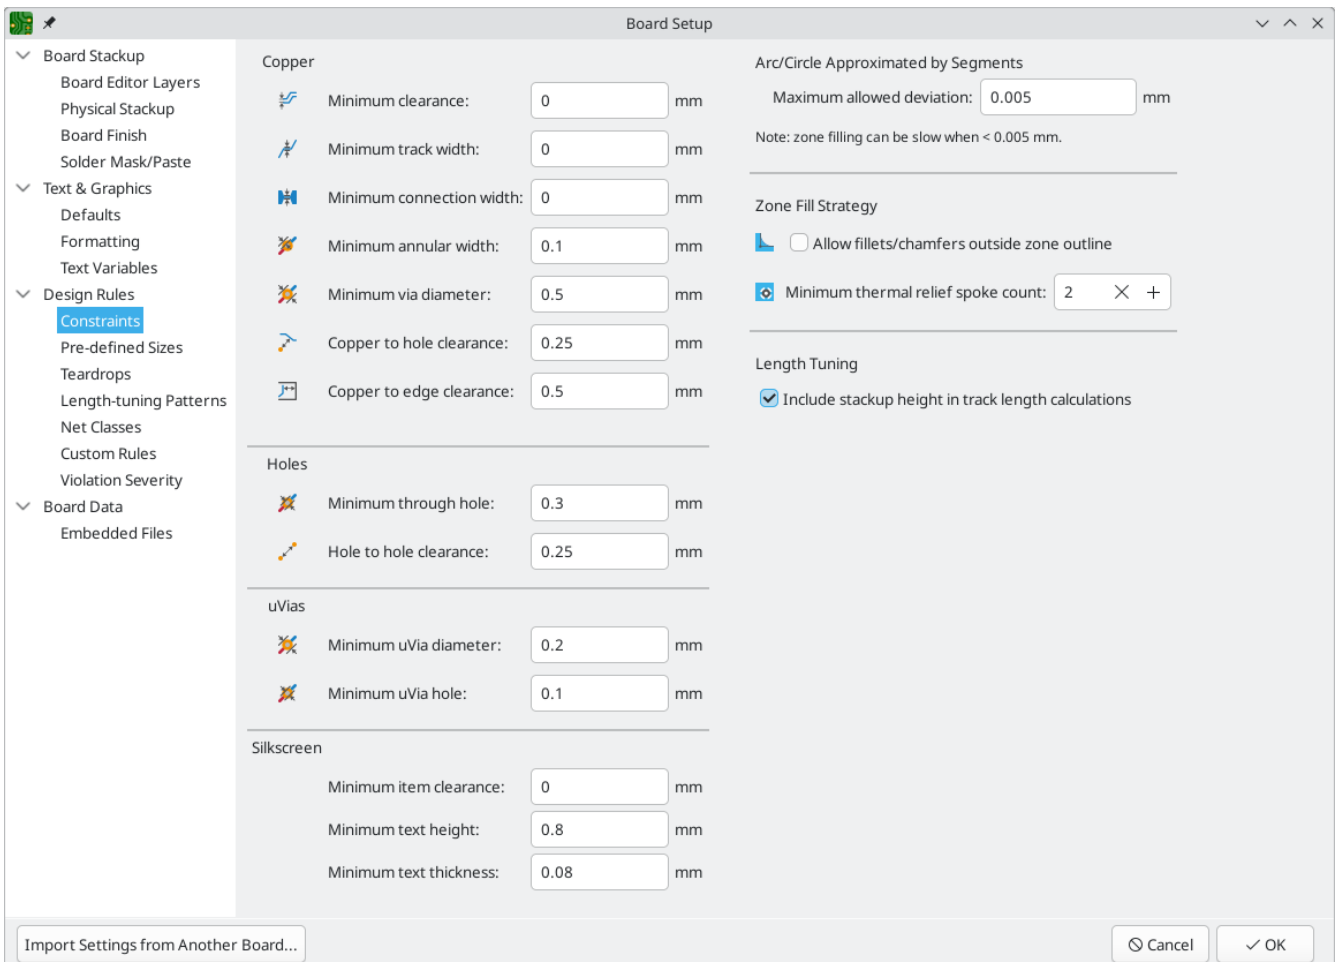 Board Setup
Board Stackup
Board Editor Layers
Physical Stackup
Board Finish
Solder Mask/Paste
Text & Graphics
Defaults
Formatting
Text Variables
Design Rules
Constraints
Pre-defined Sizes
Teardrops
Length-tuning Patterns
Net Classes
Custom Rules
Violation Severity
Board Data
Embedded Files
Copper
Minimum clearance: 0 mm
Minimum track width: 0 mm
Minimum connection width: 0 mm
Minimum annular width: 0.1 mm
Minimum via diameter: 0.5 mm
Copper to hole clearance: 0.25 mm
Copper to edge clearance: 0.5 mm
Holes
Minimum through hole: 0.3 mm
Hole to hole clearance: 0.25 mm
uVias
Minimum uVia diameter: 0.2 mm
Minimum uVia hole: 0.1 mm
Silkscreen
Minimum item clearance: 0 mm
Minimum text height: 0.8 mm
Minimum text thickness: 0.08 mm
Arc/Circle Approximated by Segments
Maximum allowed deviation: 0.005 mm
Note: zone filling can be slow when < 0.005 mm.
Zone Fill Strategy
Allow fillets/chamfers outside zone outline
Minimum thermal relief spoke count: 2
Length Tuning
Include stackup height in track length calculations
Import Settings from Another Board...
Cancel
OK